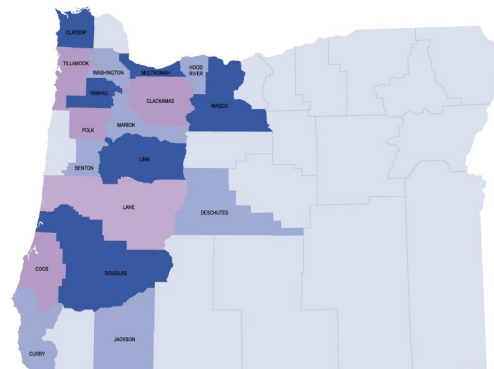 CLATSOP
TILLAMOOK
WASHINGTON
MULTNOMAH
HOOD
RIVER
YAMHILL
CLACKAMAS
WASCO
POLK
MARION
BENTON
LINN
LANE
DESCHUTES
COOS
DOUGLAS
CURRY
JACKSON